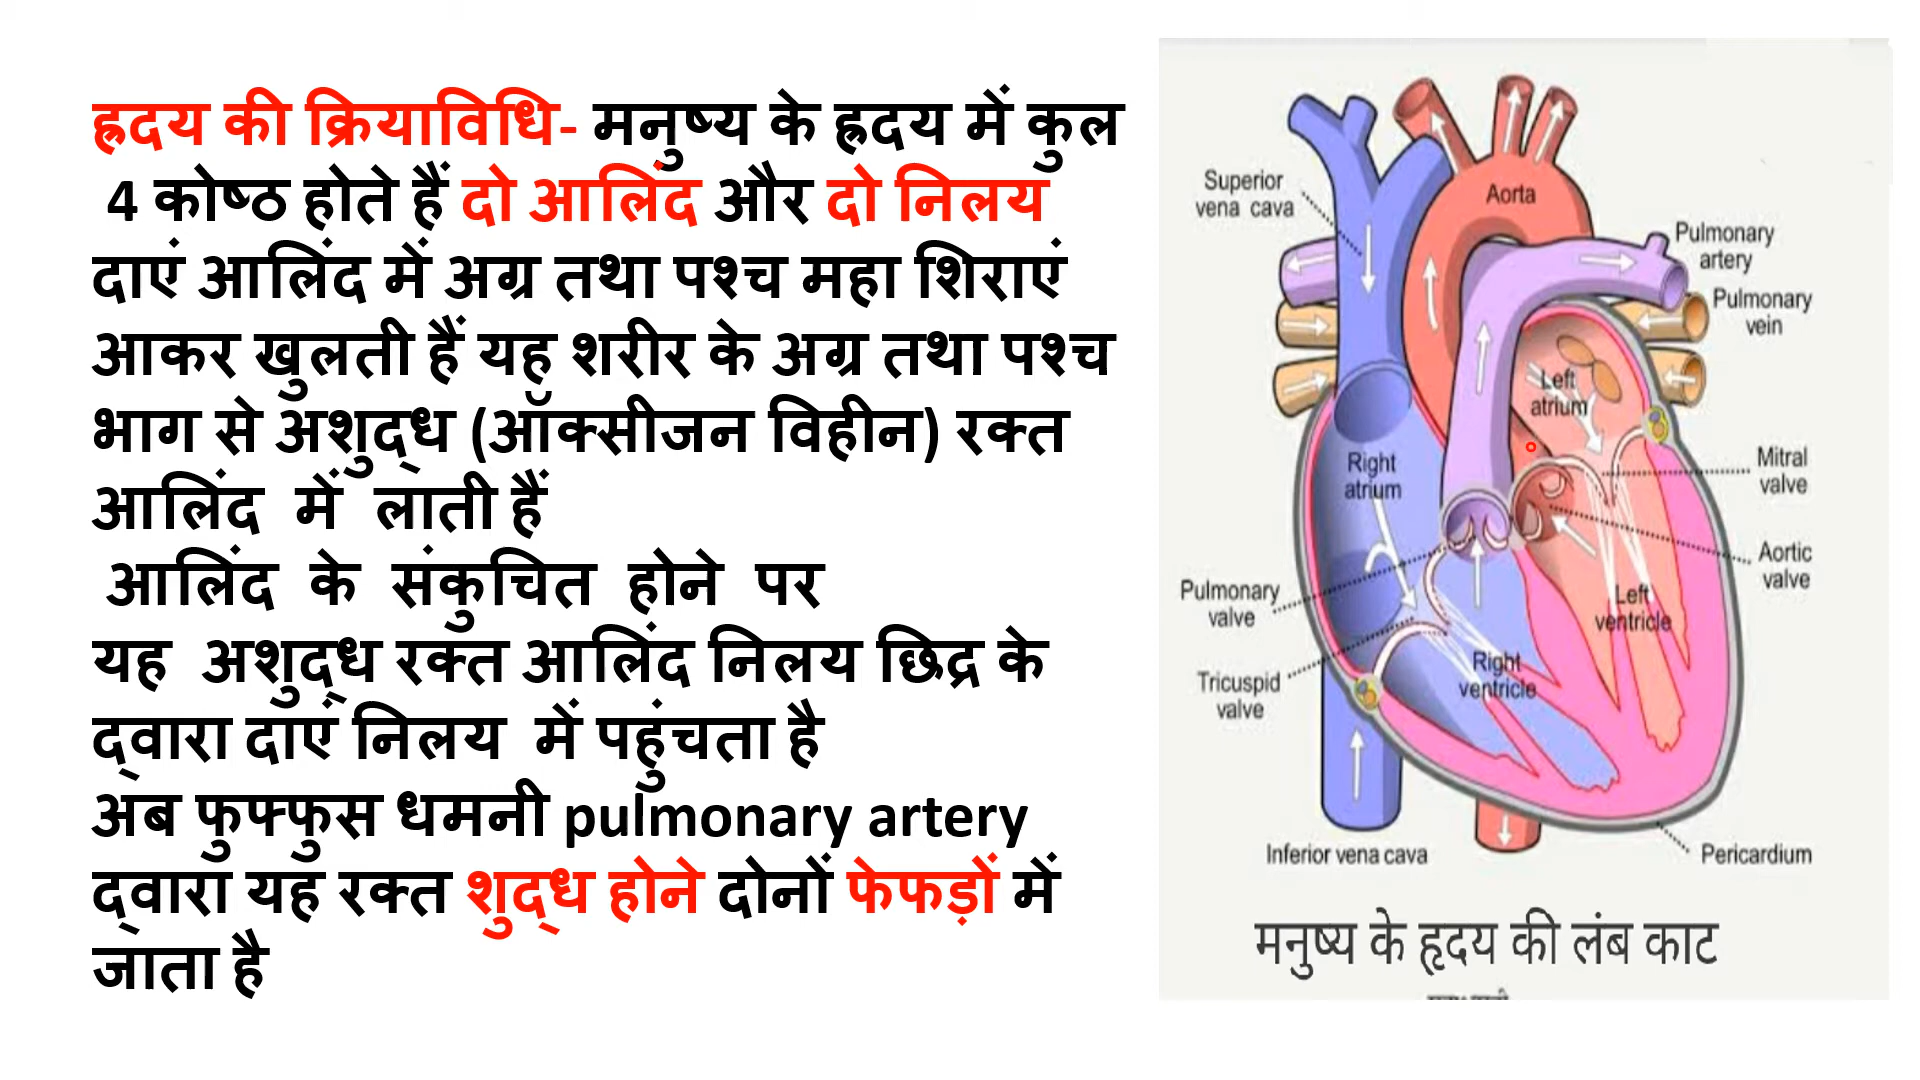 ह्रदय की क्रियाविधि- मनुष्य के ह्रदय में कुल
4 कोष्ठ होते हैं दो आलिंद और दो निलय
दाएं आलिंद में अग्र तथा पश्च महा शिराएं
आकर खुलती हैं यह शरीर के अग्र तथा पश्च
भाग से अशुद्ध (ऑक्सीजन विहीन) रक्त
आलिंद में लाती हैं
आलिंद के संकुचित होने पर
यह अशुद्ध रक्त आलिंद निलय छिद्र के
द्वारा दाएं निलय में पहुंचता है
अब फुफ्फुस धमनी pulmonary artery
द्वारा यह रक्त शुद्ध होने दोनों फेफड़ों में
जाता है
Superior
vena cava
Aorta
Pulmonary
artery
Pulmonary
vein
Left
atrium
Right
atrium
Mitral
valve
Aortic
valve
Pulmonary
valve
Left
ventricle
Right
ventricle
Tricuspid
valve
Inferior vena cava
Pericardium
मनुष्य के हृदय की लंब काट